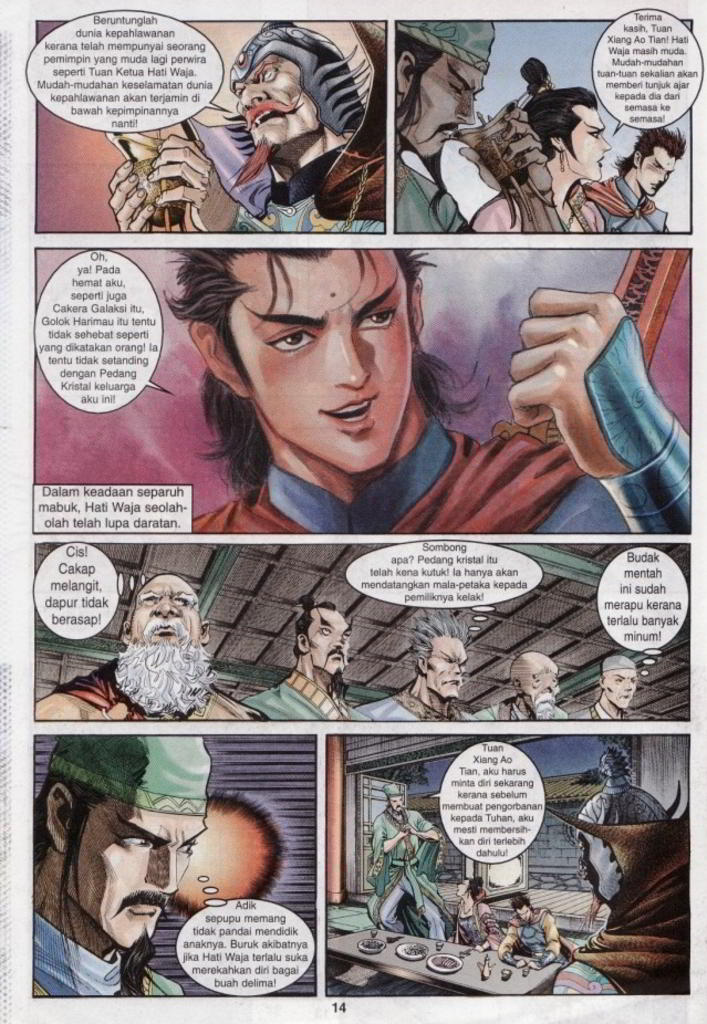 Beruntunglah
dunia kepahlawanan
kerana telah mempunyai seorang
pemimpin yang muda lagi perwira
seperti Tuan Ketua Hati Waja.
Mudah-mudahan keselamatan dunia
kepahlawanan akan terjamin di
bawah kepimpinannya
nanti!
Terima
kasih, Tuan
Xiang Ao Tian! Hati
Waja masih muda.
Mudah-mudahan
tuan-tuan sekalian akan
memberi tunjuk ajar
kepada dia dari
semasa ke
semasa!
Oh,
ya! Pada
hemat aku,
seperti juga
Cakera Galaksi itu,
Golok Harimau itu tentu
tidak sehebat seperti
yang dikatakan orang! Ia
tentu tidak setanding
dengan Pedang
Kristal keluarga
aku ini!
Dalam keadaan separuh
mabuk, Hati Waja seolah-
olah telah lupa daratan.
Cis!
Cakap
melangit,
dapur tidak
berasap!
Sombong
apa? Pedang kristal itu
telah kena kutuk! Ia hanya akan
mendatangkan mala-petaka kepada
pemiliknya kelak!
Budak
mentah
ini sudah
merapu kerana
terlalu banyak
minum!
Adik
sepupu memang
tidak pandai mendidik
anaknya. Buruk akibatnya
jika Hati Waja terlalu suka
merekahkan diri bagai
buah delima!
Tuan
Xiang Ao
Tian, aku harus
minta diri sekarang
kerana sebelum
membuat pengorbanan
kepada Tuhan, aku
mesti membersih-
kan diri terlebih
dahulu!
14